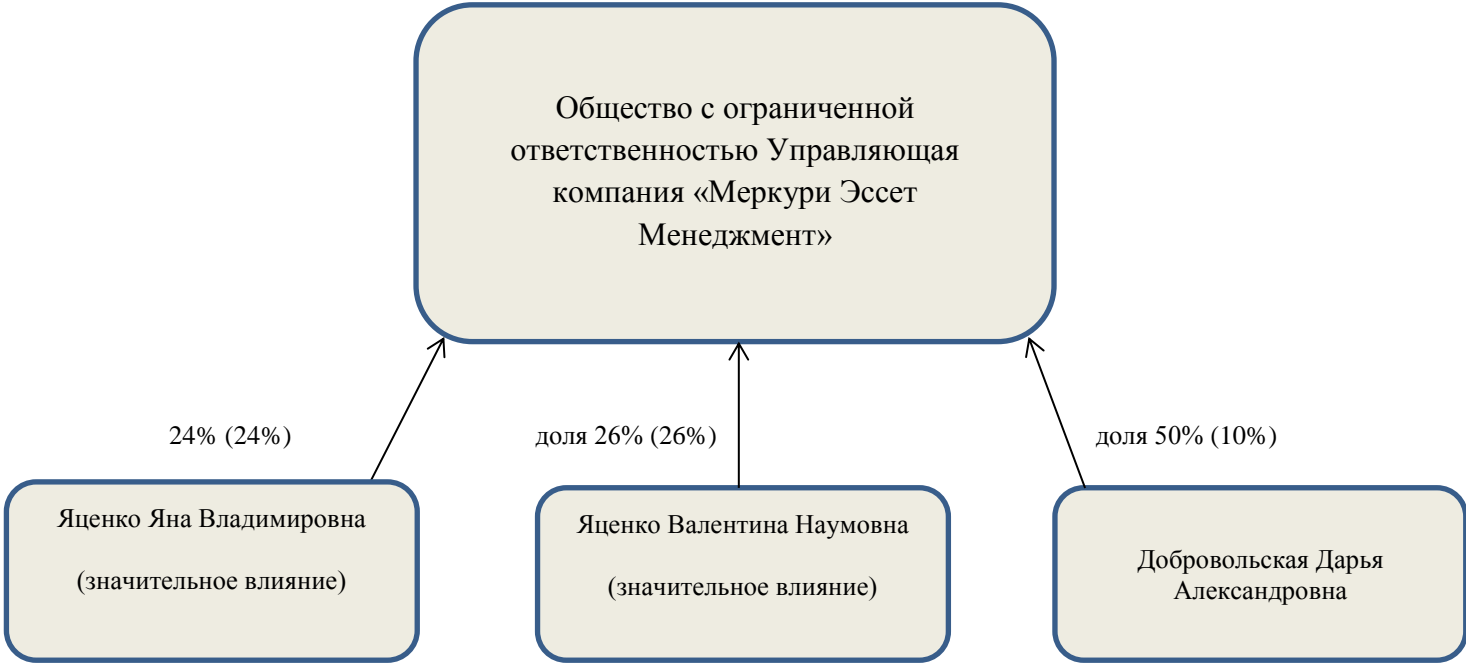 Общество с ограниченной
ответственностью Управляющая
компания «Меркури Эссет
Менеджмент»
24% (24%)
доля 26% (26%)
доля 50% (10%)
Яценко Яна Владимировна
(значительное влияние)
Яценко Валентина Наумовна
(значительное влияние)
Добровольская Дарья
Александровна